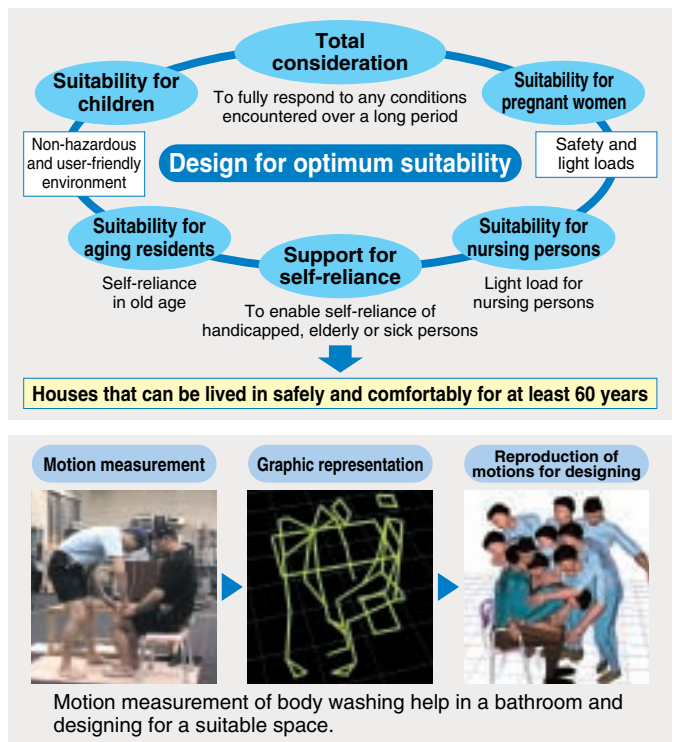 Total
consideration
To fully respond to any conditions
encountered over a long period
Suitability for
children
Suitability for
pregnant women
Non-hazardous
and user-friendly
environment
Design for optimum suitability
Safety and
light loads
Suitability for
aging residents
Self-reliance
in old age
Support for
self-reliance
To enable self-reliance of
handicapped, elderly or sick persons
Suitability for
nursing persons
Light load for
nursing persons
Houses that can be lived in safely and comfortably for at least 60 years
Motion measurement
Graphic representation
Reproduction of
motions for designing
Motion measurement of body washing help in a bathroom and
designing for a suitable space.